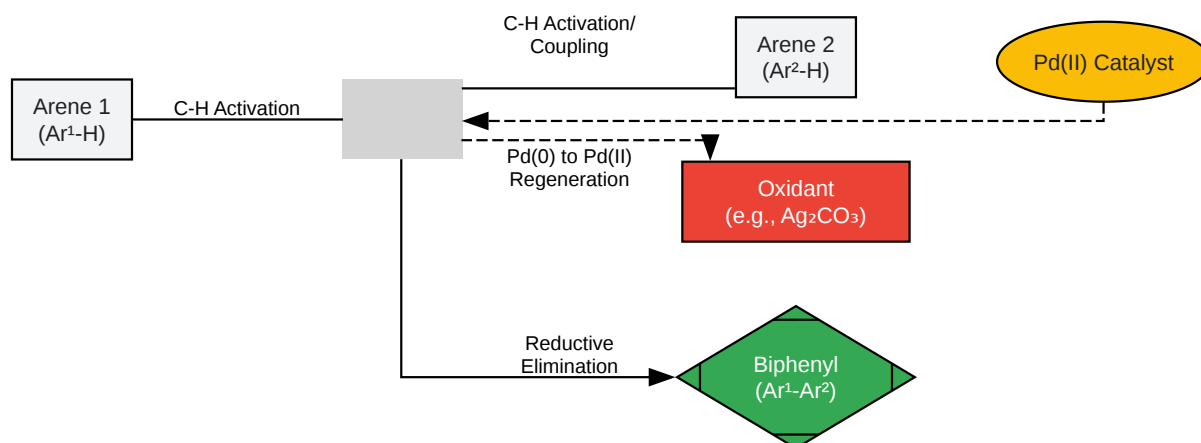 C-H Activation/
Coupling
Arene 2
(Ar²-H)
Pd(II) Catalyst
Arene 1
(Ar¹-H)
C-H Activation
Pd(0) to Pd(II)
Regeneration
Oxidant
(e.g., Ag₂CO₃)
Reductive
Elimination
Biphenyl
(Ar¹-Ar²)